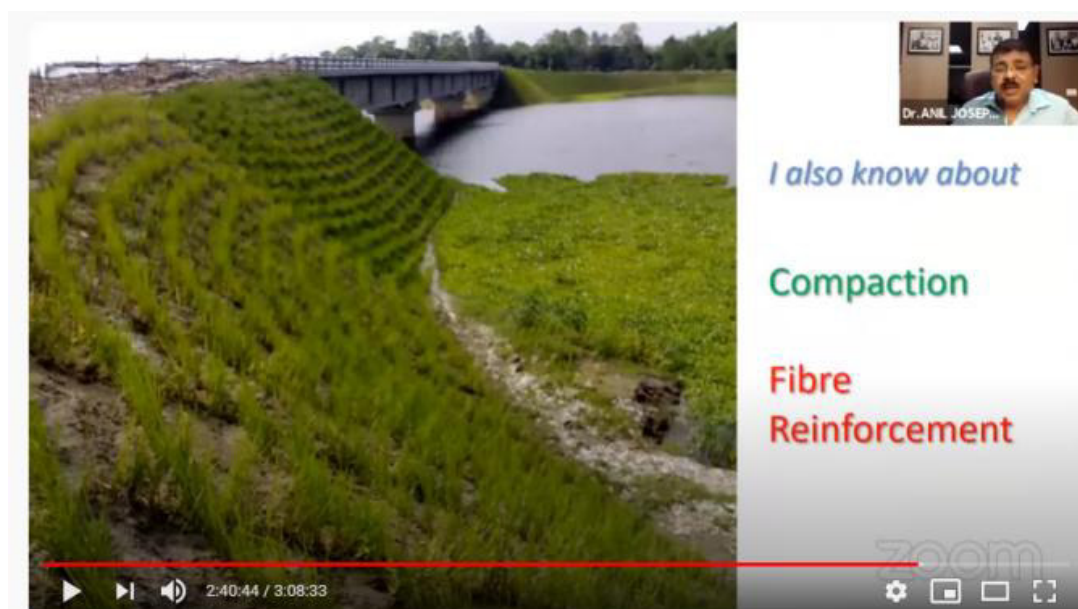 Dr. ANIL JOSEP...
I also know about
Compaction
Fibre
Reinforcement
zoom
2:40:44 / 3:08:33